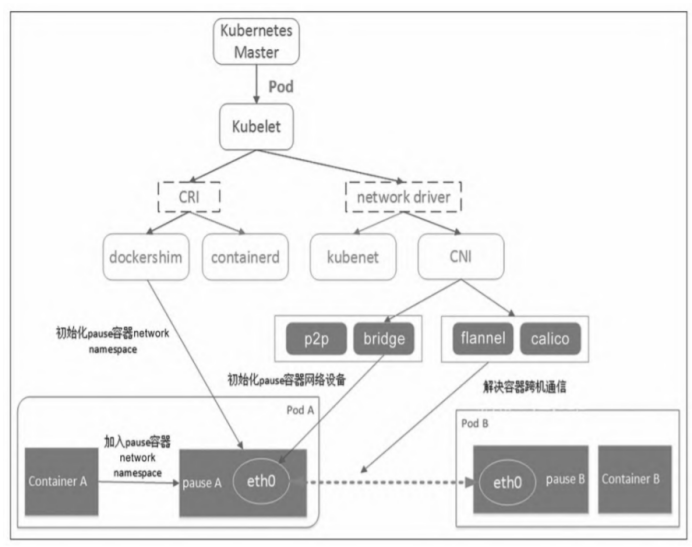 Kubernetes
Master
Pod
Kubelet
CRI
network driver
dockershim
containerd
kubenet
CNI
p2p
bridge
flannel
calico
初始化pause容器network
namespace
初始化pause容器网络设备
解决容器跨机通信
Pod A
Pod B
加入pause容器
network
namespace
Container A
pause A
eth0
eth0
pause B
Container B